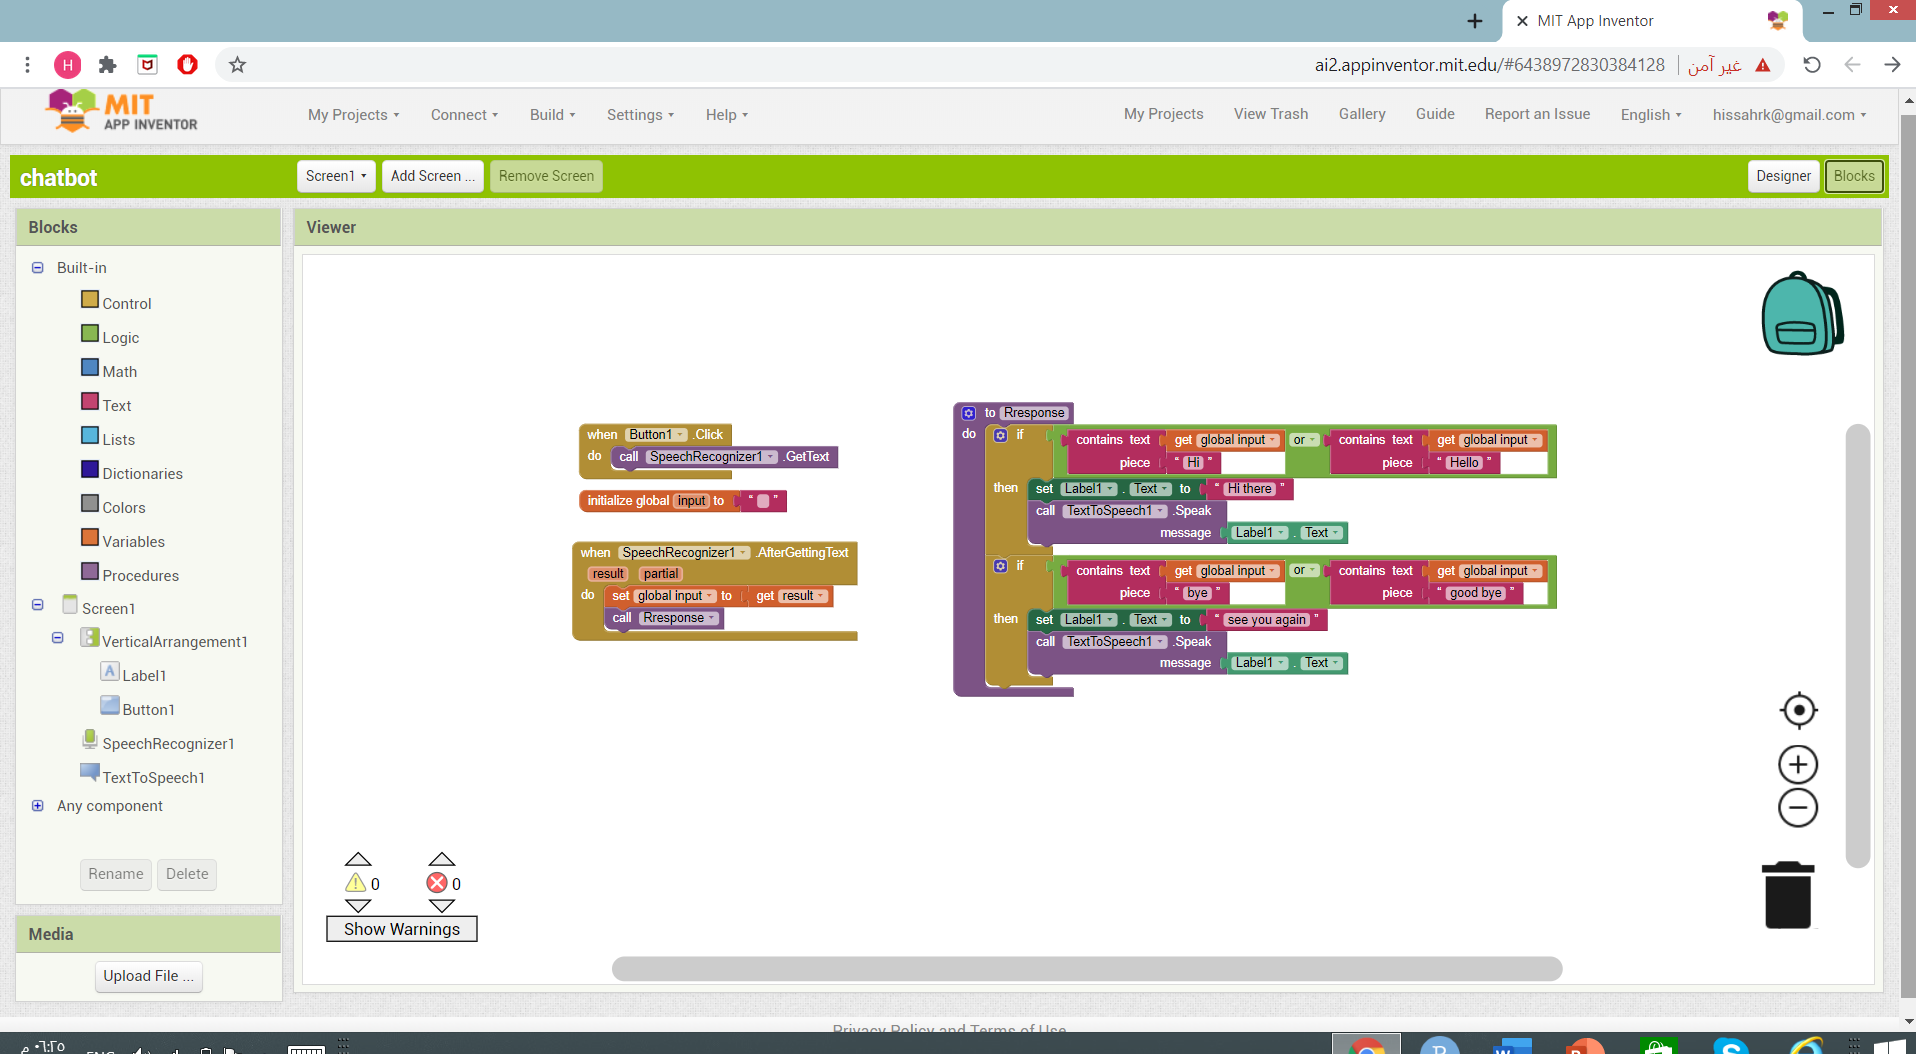 MIT App Inventor
H
ai2.appinventor.mit.edu/#6438972830384128
غير آمن
MIT
APP INVENTOR
My Projects
Connect
Build
Settings
Help
My Projects
View Trash
Gallery
Guide
Report an Issue
English
hissahrk@gmail.com
chatbot
Screen1
Add Screen ...
Remove Screen
Designer
Blocks
Blocks
Built-in
Control
Logic
Math
Text
Lists
Dictionaries
Colors
Variables
Procedures
Screen1
VerticalArrangement1
Label1
Button1
SpeechRecognizer1
TextToSpeech1
Any component
Rename
Delete
Media
Upload File ...
Viewer
when Button1 .Click
do call SpeechRecognizer1 .GetText
initialize global input to " "
when SpeechRecognizer1 .AfterGettingText
result partial
do set global input to get result
call Rresponse
to Rresponse
do if contains text get global input or contains text get global input
piece " Hi " piece " Hello "
then set Label1 . Text to " Hi there "
call TextToSpeech1 .Speak
message Label1 . Text
if contains text get global input or contains text get global input
piece " bye " piece " good bye "
then set Label1 . Text to " see you again "
call TextToSpeech1 .Speak
message Label1 . Text
0
0
Show Warnings
Privacy Policy and Terms of Use
ENG